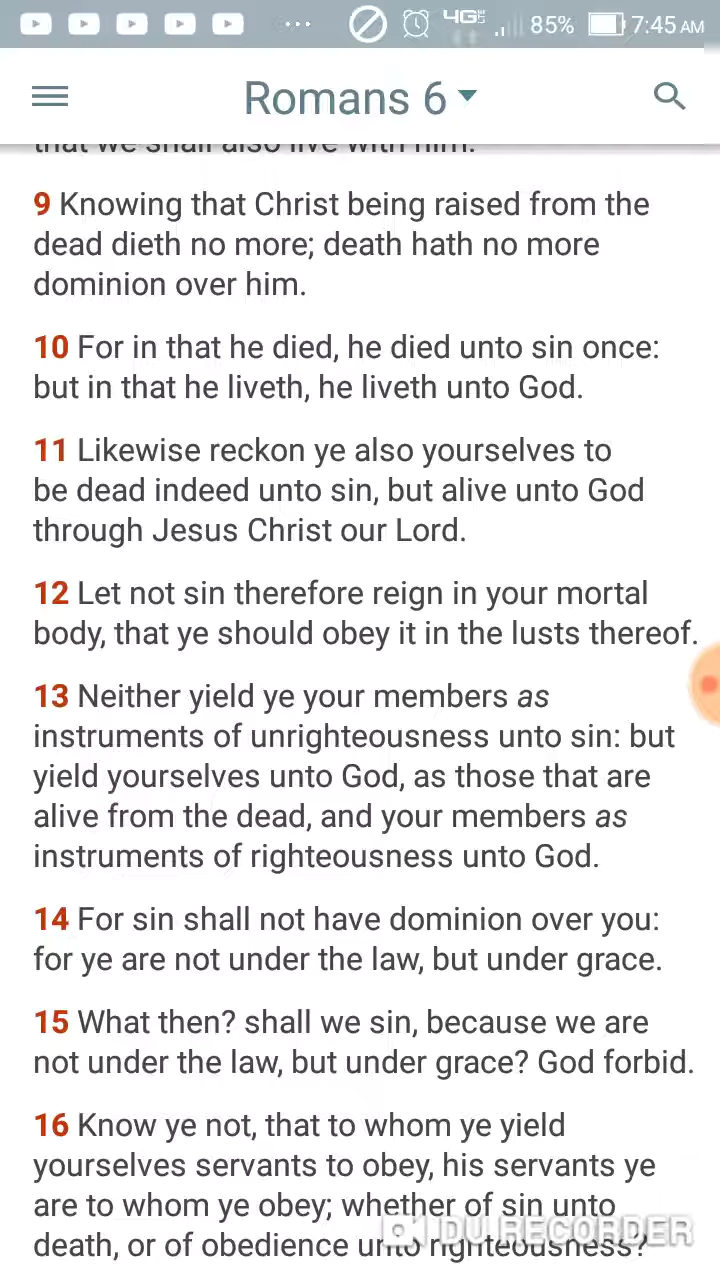 4G 85% 7:45 AM
Romans 6
that we shall also live with him.
9 Knowing that Christ being raised from the
dead dieth no more; death hath no more
dominion over him.
10 For in that he died, he died unto sin once:
but in that he liveth, he liveth unto God.
11 Likewise reckon ye also yourselves to
be dead indeed unto sin, but alive unto God
through Jesus Christ our Lord.
12 Let not sin therefore reign in your mortal
body, that ye should obey it in the lusts thereof.
13 Neither yield ye your members as
instruments of unrighteousness unto sin: but
yield yourselves unto God, as those that are
alive from the dead, and your members as
instruments of righteousness unto God.
14 For sin shall not have dominion over you:
for ye are not under the law, but under grace.
15 What then? shall we sin, because we are
not under the law, but under grace? God forbid.
16 Know ye not, that to whom ye yield
yourselves servants to obey, his servants ye
are to whom ye obey; whether of sin unto
death, or of obedience unto righteousness?
DU RECORDER